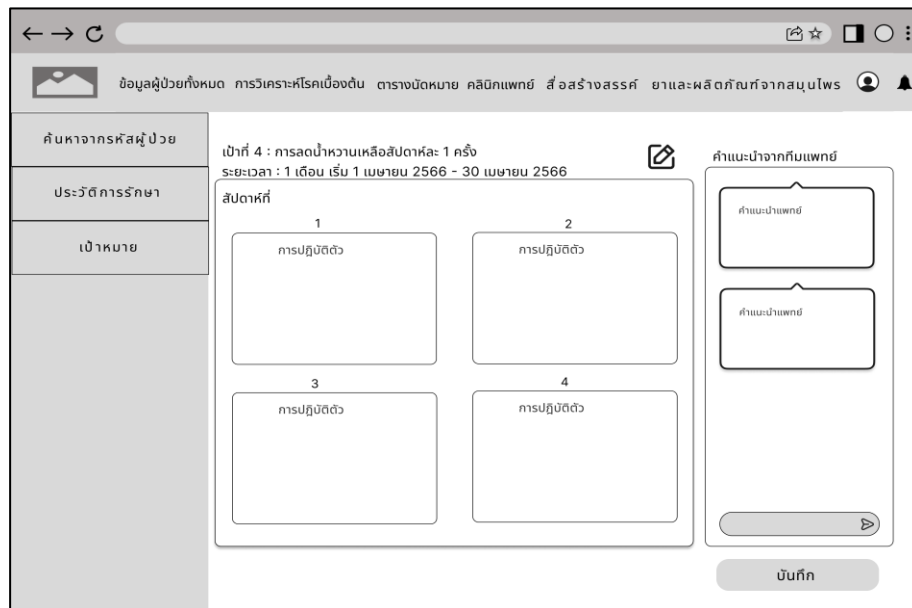 ข้อมูลผู้ป่วยทั้งหมด การวิเคราะห์โรคเบื้องต้น ตารางนัดหมาย คลินิกแพทย์ สื่อสร้างสรรค์ ยาและผลิตภัณฑ์จากสมุนไพร
ค้นหาจากรหัสผู้ป่วย
ประวัติการรักษา
เป้าหมาย
เป้าที่ 4 : การลดน้ำหวานเหลือสัปดาห์ละ 1 ครั้ง
ระยะเวลา : 1 เดือน เริ่ม 1 เมษายน 2566 - 30 เมษายน 2566
สัปดาห์ที่
1
การปฏิบัติตัว
2
การปฏิบัติตัว
3
การปฏิบัติตัว
4
การปฏิบัติตัว
คำแนะนำจากทีมแพทย์
คำแนะนำแพทย์
คำแนะนำแพทย์
บันทึก